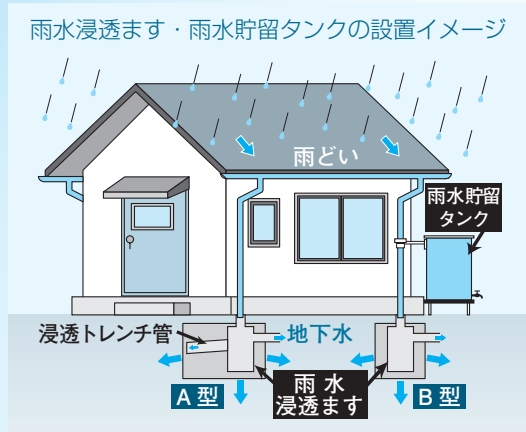 雨水浸透ます・雨水貯留タンクの設置イメージ
雨どい
雨水貯留
タンク
浸透トレンチ管
地下水
A型
雨水
浸透ます
B型